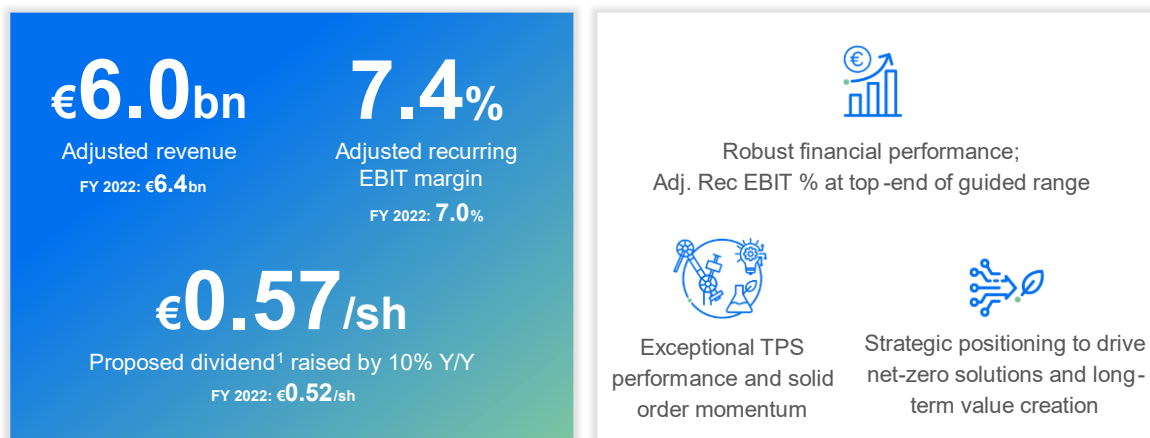 €6.0bn
Adjusted revenue
FY 2022: €6.4bn
7.4%
Adjusted recurring
EBIT margin
FY 2022: 7.0%
€0.57/sh
Proposed dividend¹ raised by 10% Y/Y
FY 2022: €0.52/sh
€
Robust financial performance;
Adj. Rec EBIT % at top-end of guided range
Exceptional TPS
performance and solid
order momentum
Strategic positioning to drive
net-zero solutions and long-
term value creation